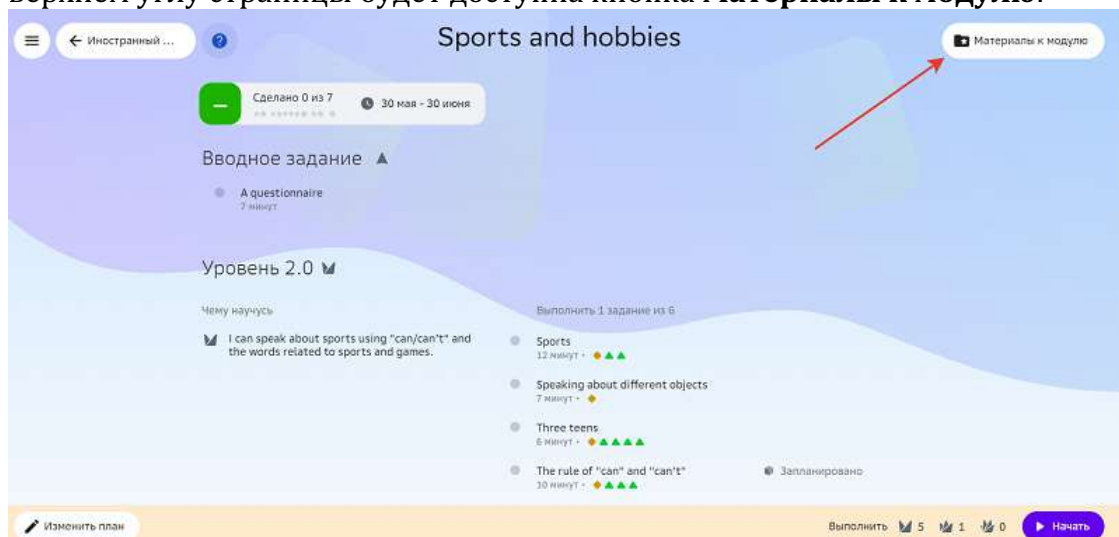 верхнем углу страницы будет доступна кнопка Материалы к модулю.
Иностранный ...
?
Sports and hobbies
Материалы к модулю
Сделано 0 из 7
30 мая - 30 июня
Вводное задание
A questionnaire
7 минут
Уровень 2.0
Чему научусь
Выполнить 1 задание из 6
I can speak about sports using "can/can't" and
the words related to sports and games.
Sports
12 минут •
Speaking about different objects
7 минут •
Three teens
6 минут •
The rule of "can" and "can't"
10 минут •
Запланировано
Изменить план
Выполнить 5 1 0
Начать